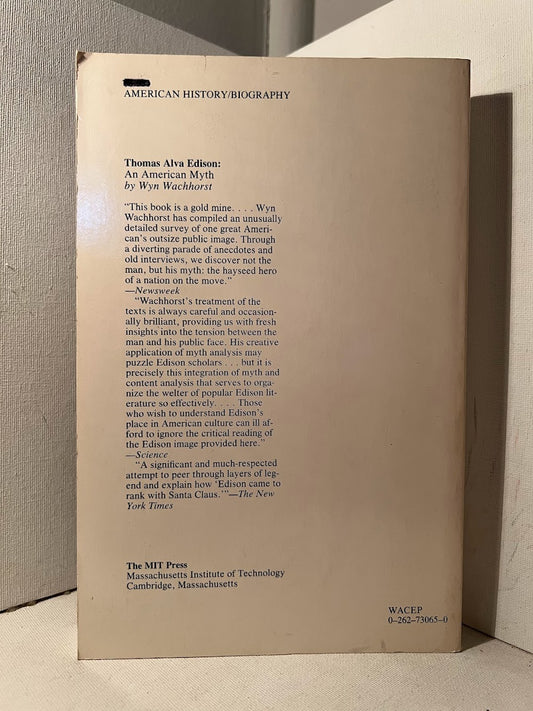 AMERICAN HISTORY/BIOGRAPHY
Thomas Alva Edison:
An American Myth
by Wyn Wachhorst
“This book is a gold mine. . . . Wyn
Wachhorst has compiled an unusually
detailed survey of one great Ameri-
can’s outsize public image. Through
a diverting parade of anecdotes and
old interviews, we discover not the
man, but his myth: the hayseed hero
of a nation on the move.”
—Newsweek
“Wachhorst’s treatment of the
texts is always careful and occasion-
ally brilliant, providing us with fresh
insights into the tension between the
man and his public face. His creative
application of myth analysis may
puzzle Edison scholars . . . but it is
precisely this integration of myth and
content analysis that serves to orga-
nize the welter of popular Edison lit-
erature so effectively. . . . Those
who wish to understand Edison’s
place in American culture can ill af-
ford to ignore the critical reading of
the Edison image provided here.”
—Science
“A significant and much-respected
attempt to peer through layers of leg-
end and explain how ‘Edison came to
rank with Santa Claus.’”—The New
York Times
The MIT Press
Massachusetts Institute of Technology
Cambridge, Massachusetts
WACEP
0-262-73065-0